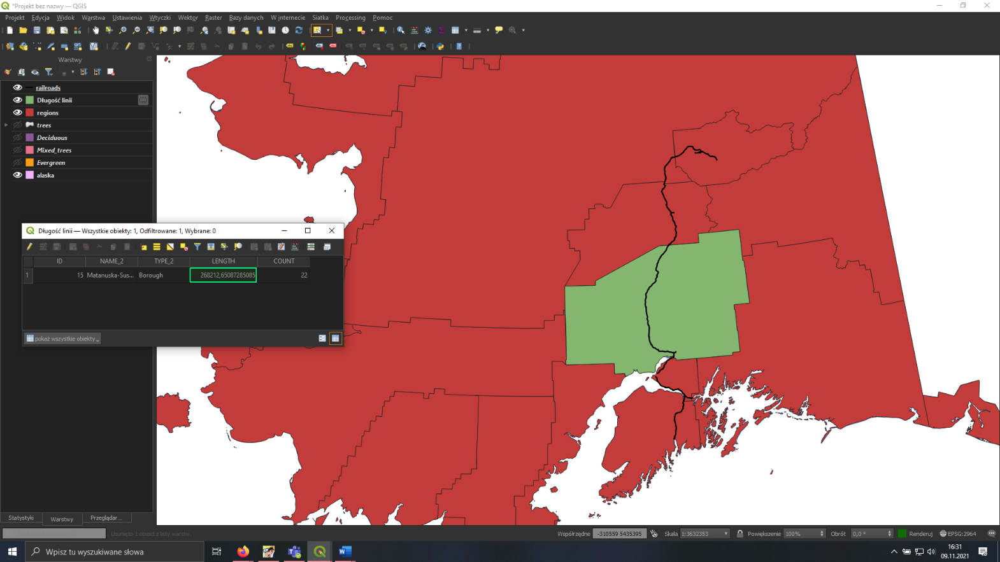 *Projekt bez nazwy — QGIS
Projekt Edycja Widok Warstwa Ustawienia Wtyczki Wektor Raster Bazy danych W internecie Siatka Processing Pomoc
Warstwy
railroads
Długość linii
regions
trees
Deciduous
Mixed_trees
Evergreen
alaska
Długość linii — Wszystkie obiekty: 1, Odfiltrowane: 1, Wybrane: 0
ID NAME_2 TYPE_2 LENGTH COUNT
1 15 Matanuska-Sus... Borough 268212,65087285085 22
pokaż wszystkie obiekty
Statystyki Warstwy Przeglądar...
Usunięto 1 obiekt z listy warstw.
Współrzędne -310559 5435395 Skala 1:3632353 Powiększenie 100% Obrót 0,0 ° Renderuj EPSG:2964
Wpisz tu wyszukiwane słowa
16:31
09.11.2021